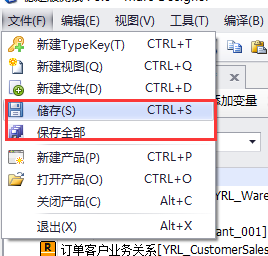 文件(F) 编辑(E) 视图(V) 工具(T) 编译(B)
新建TypeKey(T) CTRL+T
新建视图(Q) CTRL+Q
新建文件(D) CTRL+D
储存(S) CTRL+S
保存全部
添加变量
新建产品(P) CTRL+P
打开产品(O) CTRL+O
关闭产品(C) Alt+C
YRL_Ware
退出(X) Alt+X
ant_001]
R 订单客户业务关系[YRL_CustomerSales